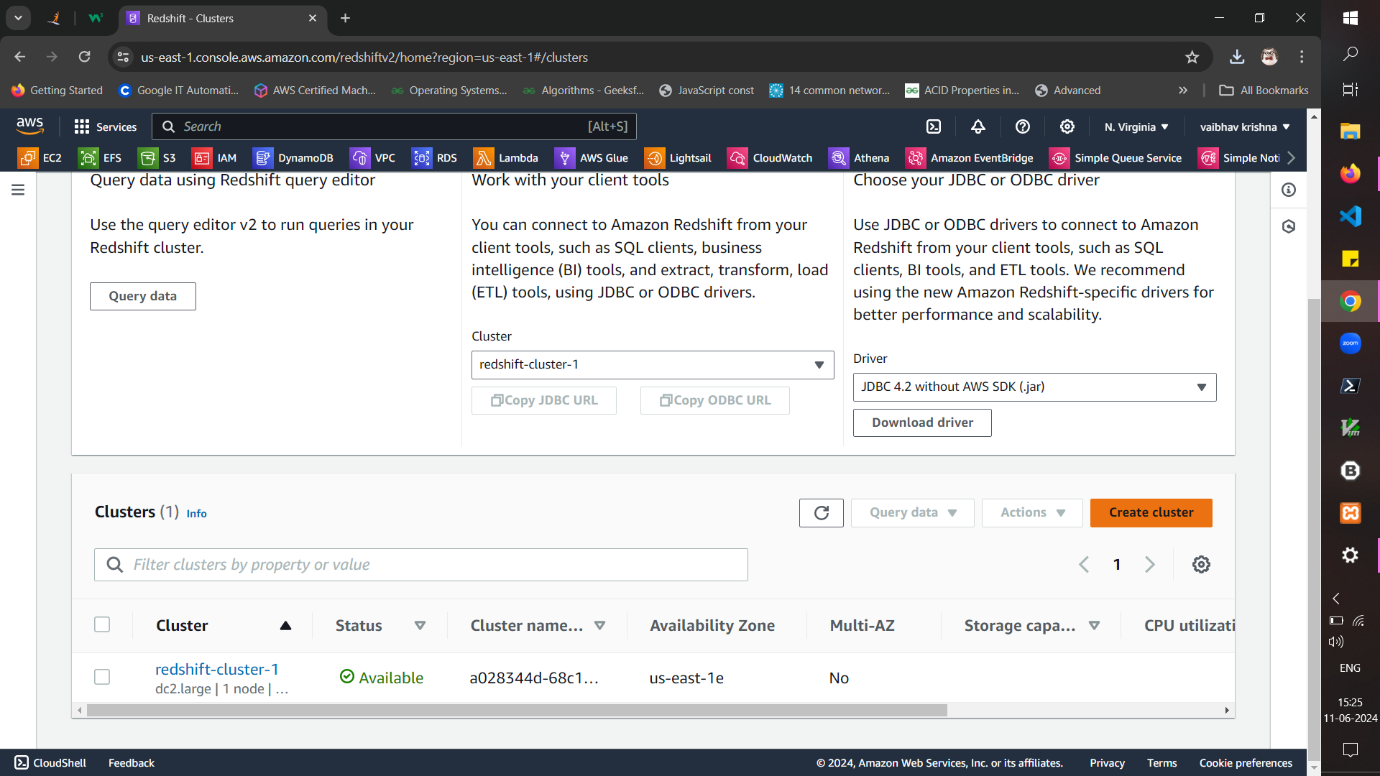 Redshift - Clusters
us-east-1.console.aws.amazon.com/redshiftv2/home?region=us-east-1#/clusters
Getting Started
Google IT Automati...
AWS Certified Mach...
Operating Systems...
Algorithms - Geeksf...
JavaScript const
14 common networ...
ACID Properties in...
Advanced
All Bookmarks
aws
Services
Search
[Alt+S]
N. Virginia
vaibhav krishna
EC2
EFS
S3
IAM
DynamoDB
VPC
RDS
Lambda
AWS Glue
Lightsail
CloudWatch
Athena
Amazon EventBridge
Simple Queue Service
Simple Noti
Query data using Redshift query editor
Use the query editor v2 to run queries in your
Redshift cluster.
Query data
Work with your client tools
You can connect to Amazon Redshift from your
client tools, such as SQL clients, business
intelligence (BI) tools, and extract, transform, load
(ETL) tools, using JDBC or ODBC drivers.
Cluster
redshift-cluster-1
Copy JDBC URL
Copy ODBC URL
Choose your JDBC or ODBC driver
Use JDBC or ODBC drivers to connect to Amazon
Redshift from your client tools, such as SQL
clients, BI tools, and ETL tools. We recommend
using the new Amazon Redshift-specific drivers for
better performance and scalability.
Driver
JDBC 4.2 without AWS SDK (.jar)
Download driver
Clusters (1) Info
Query data
Actions
Create cluster
Filter clusters by property or value
1
Cluster
Status
Cluster name...
Availability Zone
Multi-AZ
Storage capa...
CPU utilizati
redshift-cluster-1
dc2.large | 1 node | ...
Available
a028344d-68c1...
us-east-1e
No
CloudShell
Feedback
© 2024, Amazon Web Services, Inc. or its affiliates.
Privacy
Terms
Cookie preferences
zoom
ENG
15:25
11-06-2024